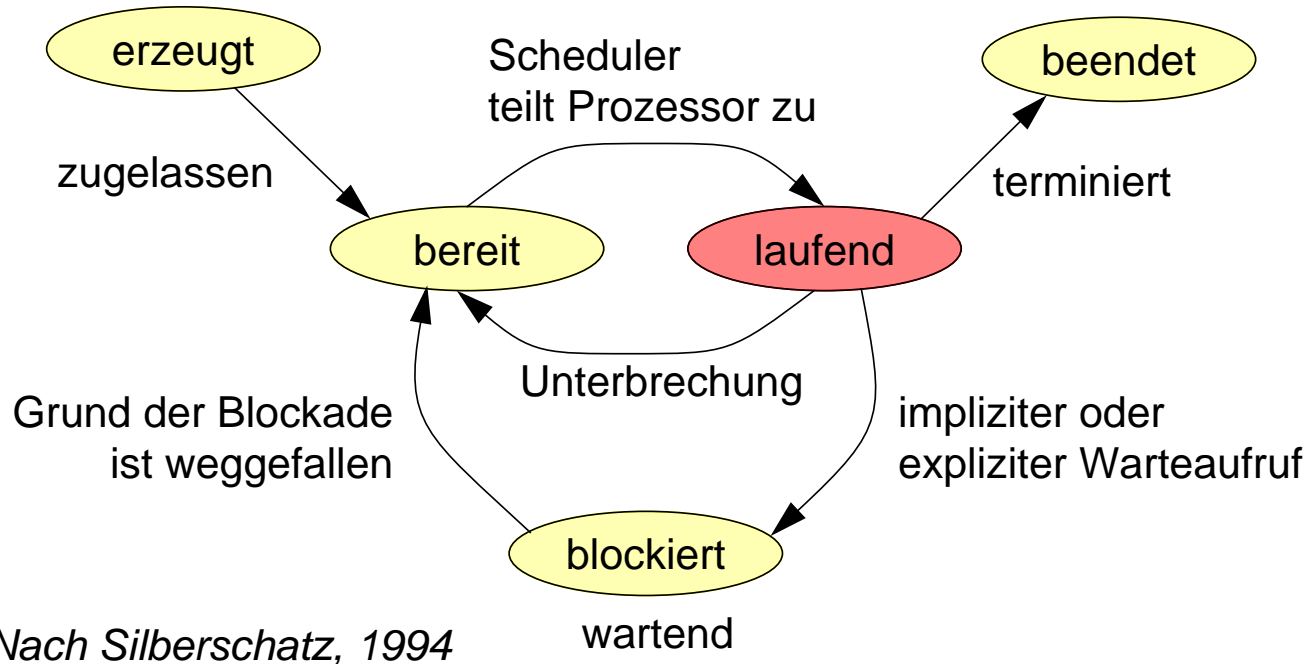 erzeugt
Scheduler
teilt Prozessor zu
beendet
zugelassen
terminiert
bereit
laufend
Unterbrechung
Grund der Blockade
ist weggefallen
impliziter oder
expliziter Warteaufruf
blockiert
wartend
Nach Silberschatz, 1994